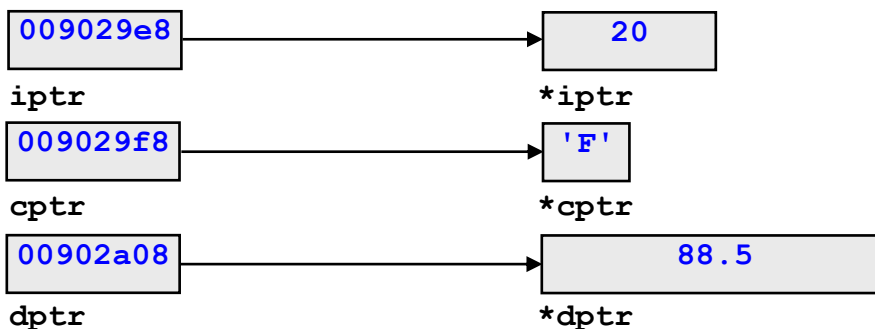 009029e8 20
iptr *iptr
009029f8 'F'
cptr *cptr
00902a08 88.5
dptr *dptr